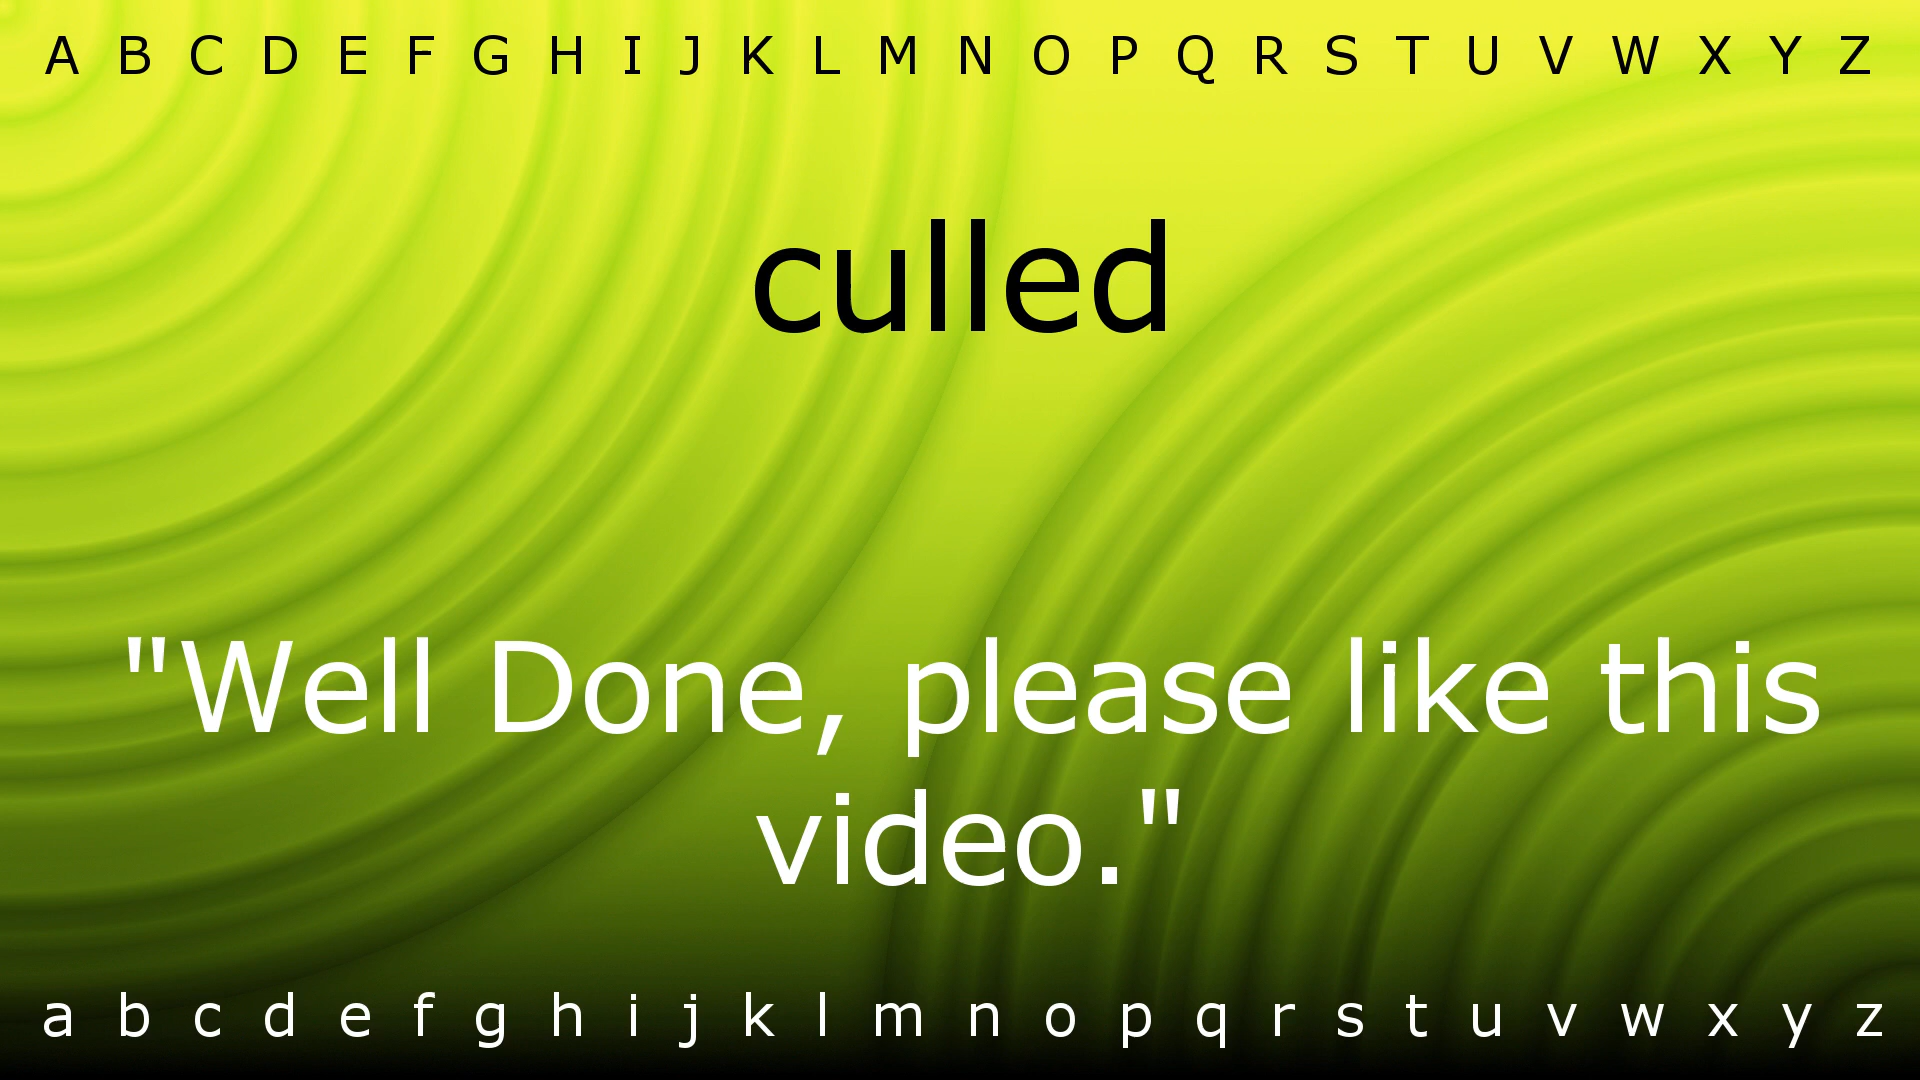 A B C D E F G H I J K L M N O P Q R S T U V W X Y Z
culled
"Well Done, please like this
video."
a b c d e f g h i j k l m n o p q r s t u v w x y z